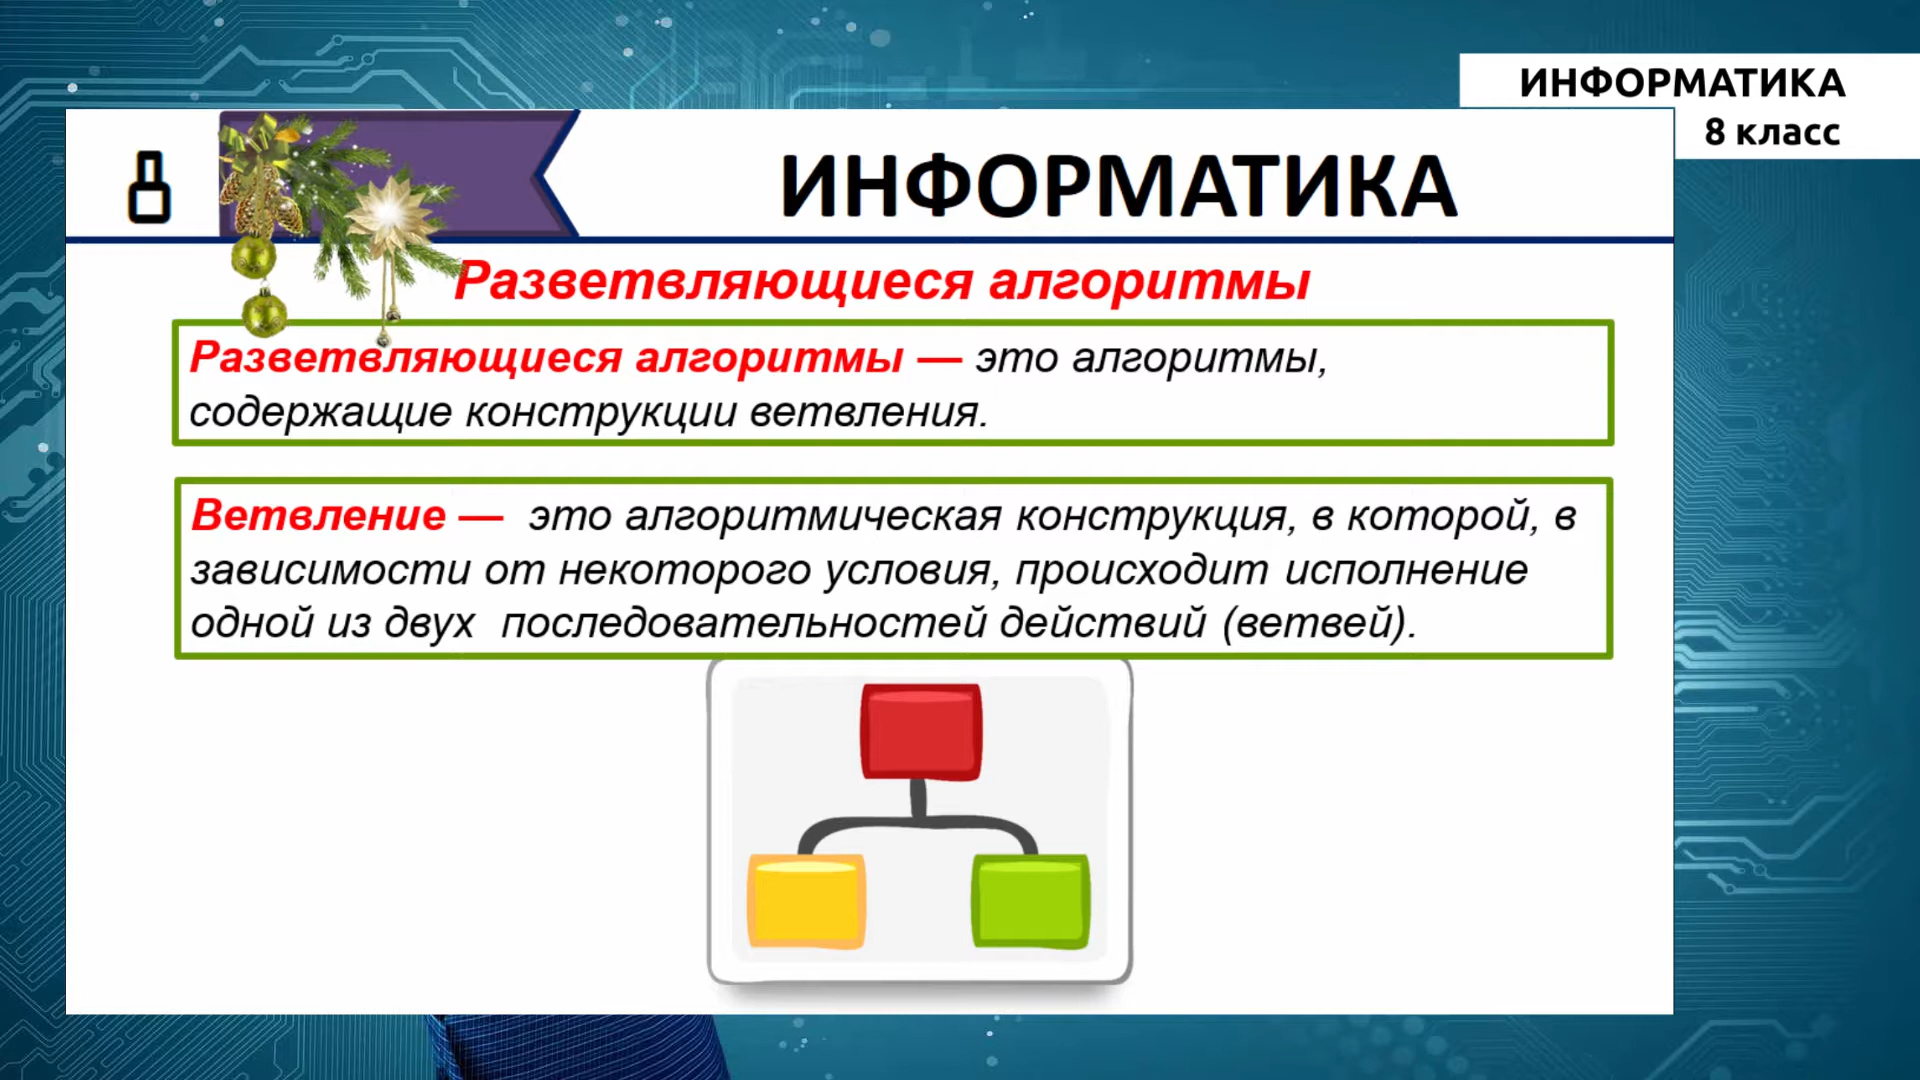 ИНФОРМАТИКА
8 класс
8
ИНФОРМАТИКА
Разветвляющиеся алгоритмы
Разветвляющиеся алгоритмы — это алгоритмы,
содержащие конструкции ветвления.
Ветвление — это алгоритмическая конструкция, в которой, в
зависимости от некоторого условия, происходит исполнение
одной из двух последовательностей действий (ветвей).